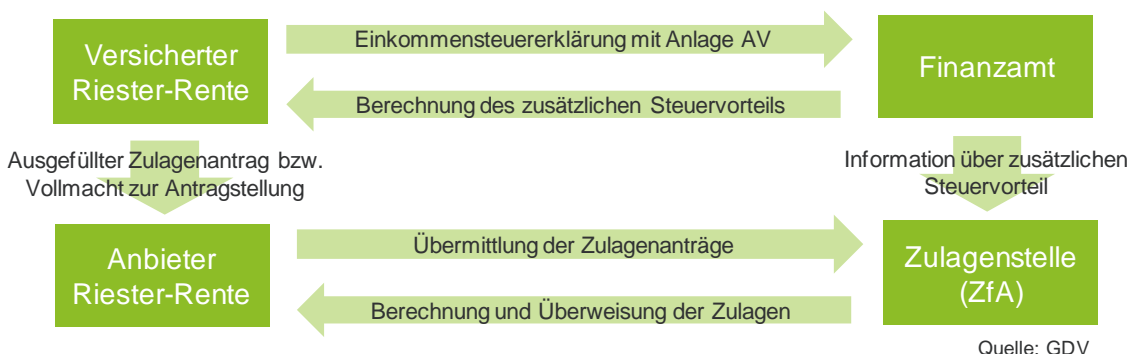 Versicherter
Riester-Rente
Einkommensteuererklärung mit Anlage AV
Finanzamt
Berechnung des zusätzlichen Steuervorteils
Ausgefüllter Zulagenantrag bzw.
Vollmacht zur Antragstellung
Information über zusätzlichen
Steuervorteil
Anbieter
Riester-Rente
Übermittlung der Zulagenanträge
Zulagenstelle
(ZfA)
Berechnung und Überweisung der Zulagen
Quelle: GDV